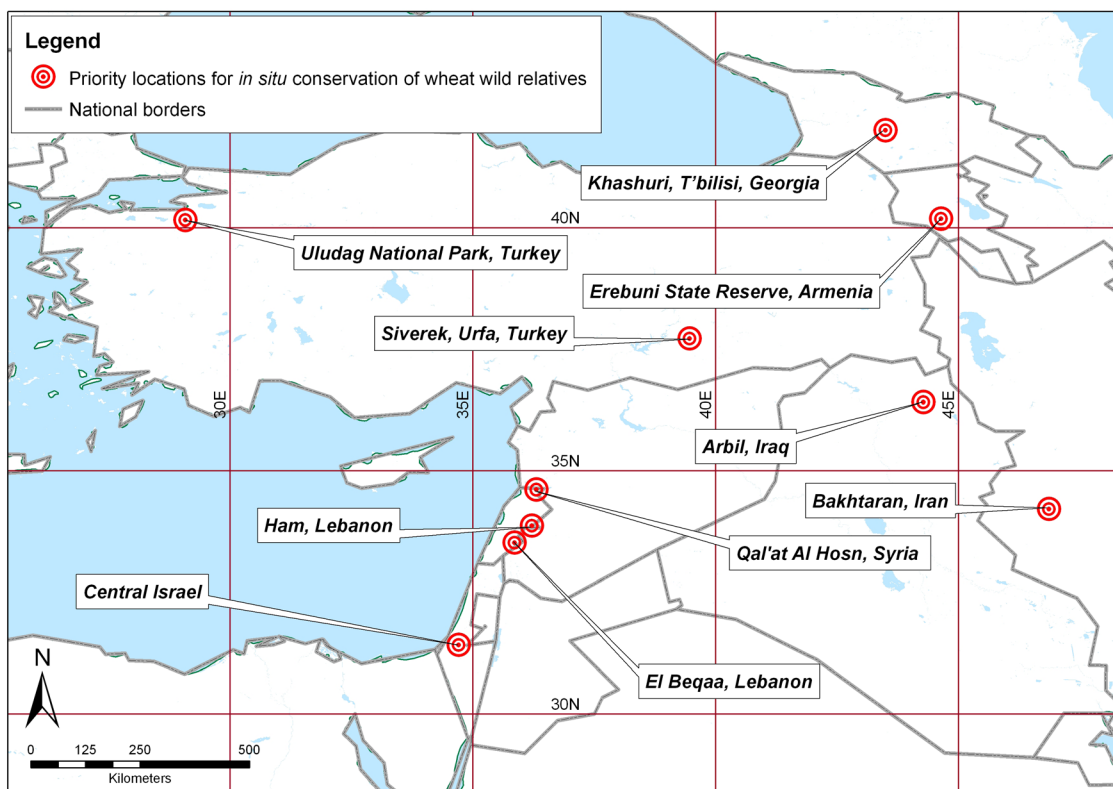 Legend
Priority locations for in situ conservation of wheat wild relatives
National borders
Khashuri, T'bilisi, Georgia
40N
Uludag National Park, Turkey
Erebuni State Reserve, Armenia
Siverek, Urfa, Turkey
30E
35E
40E
45E
Arbil, Iraq
35N
Bakhtaran, Iran
Ham, Lebanon
Qal'at Al Hosn, Syria
Central Israel
El Beqaa, Lebanon
N
30N
0 125 250 500
Kilometers